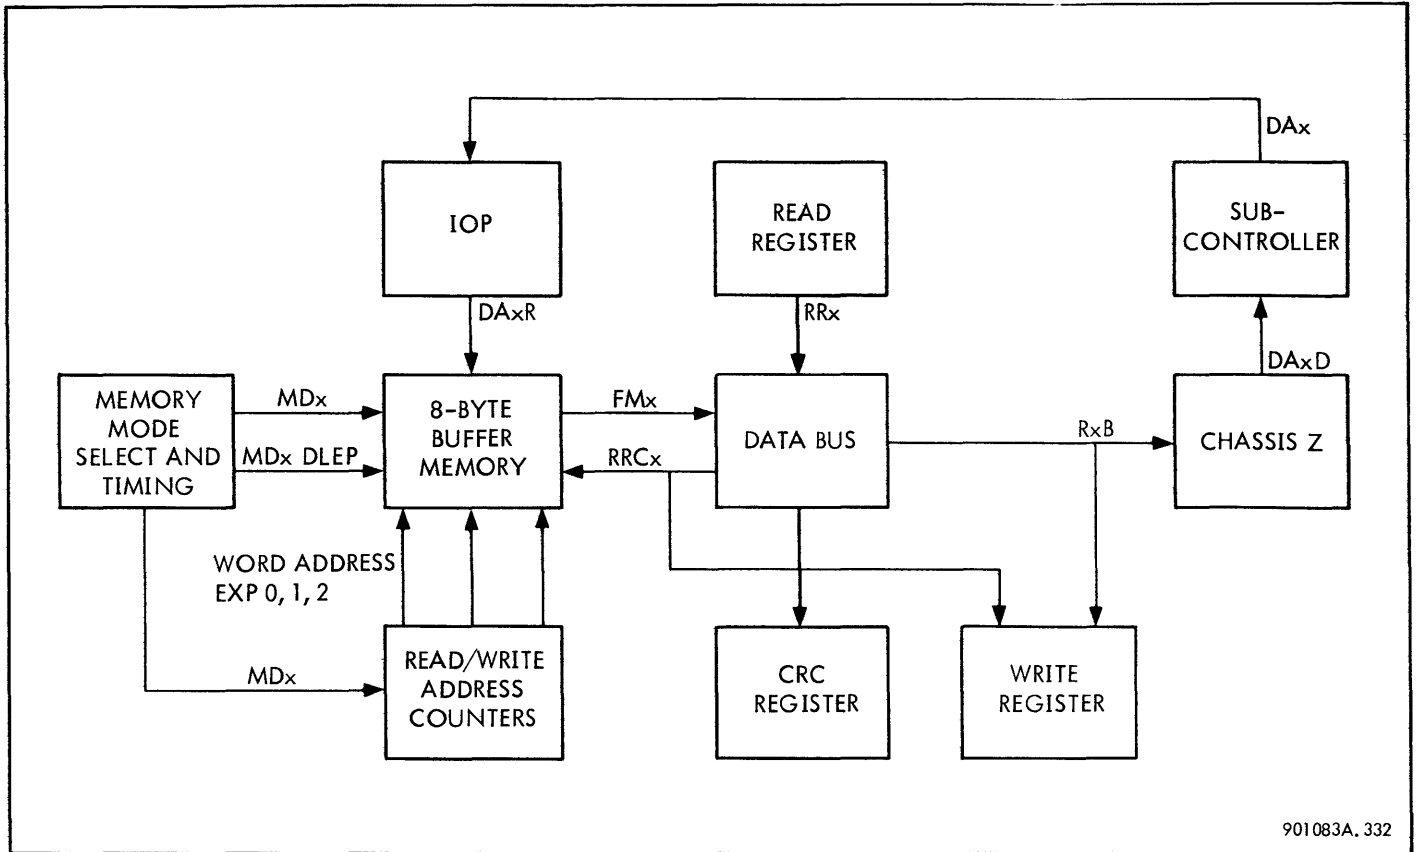 DAx
IOP
READ
REGISTER
SUB-
CONTROLLER
DAxR
RRx
DAxD
MEMORY
MODE
SELECT AND
TIMING
MDx
MDx DLEP
8-BYTE
BUFFER
MEMORY
FMx
RRCx
DATA BUS
RxB
CHASSIS Z
WORD ADDRESS
EXP 0, 1, 2
MDx
READ/WRITE
ADDRESS
COUNTERS
CRC
REGISTER
WRITE
REGISTER
901083A. 332